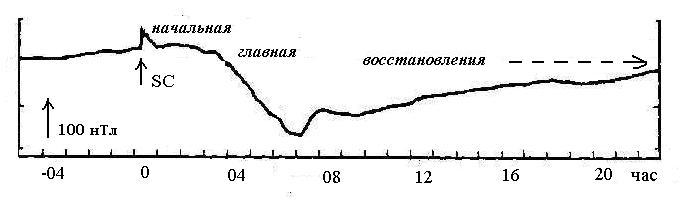 начальная
главная
восстановления
SC
100 нТл
-04 0 04 08 12 16 20 час